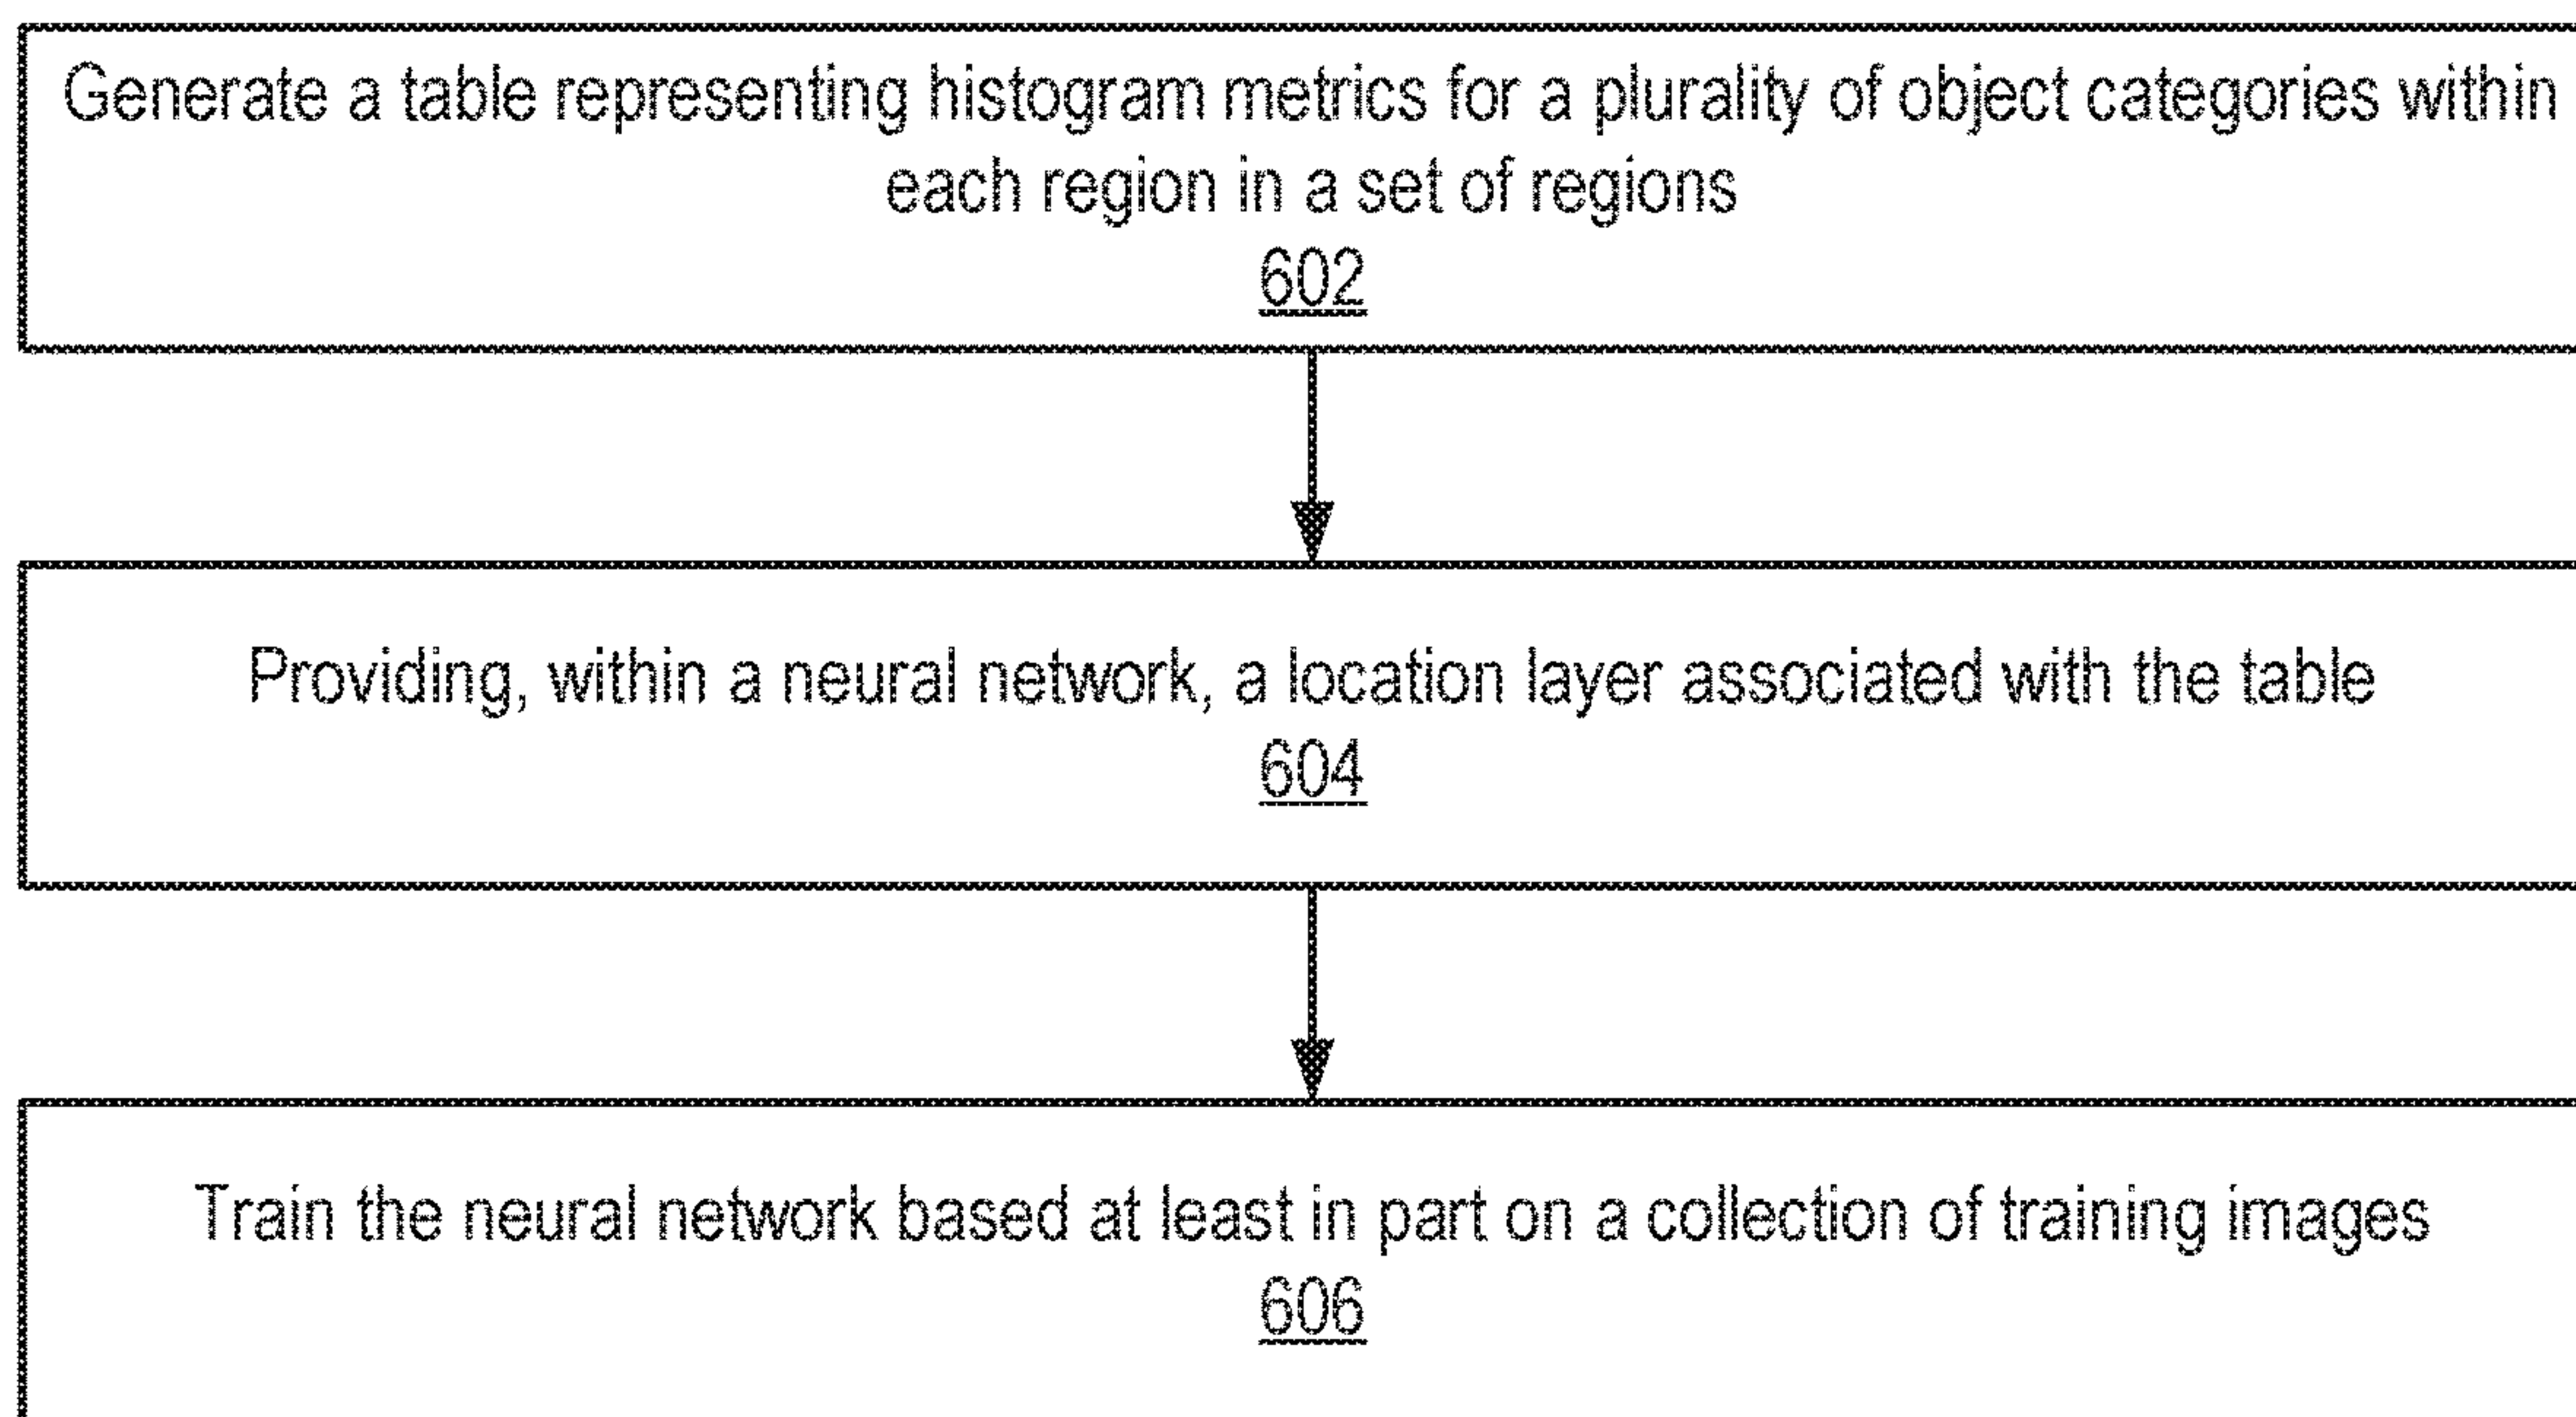 Generate a table representing histogram metrics for a plurality of object categories within
each region in a set of regions
602
Providing, within a neural network, a location layer associated with the table
604
Train the neural network based at least in part on a collection of training images
606